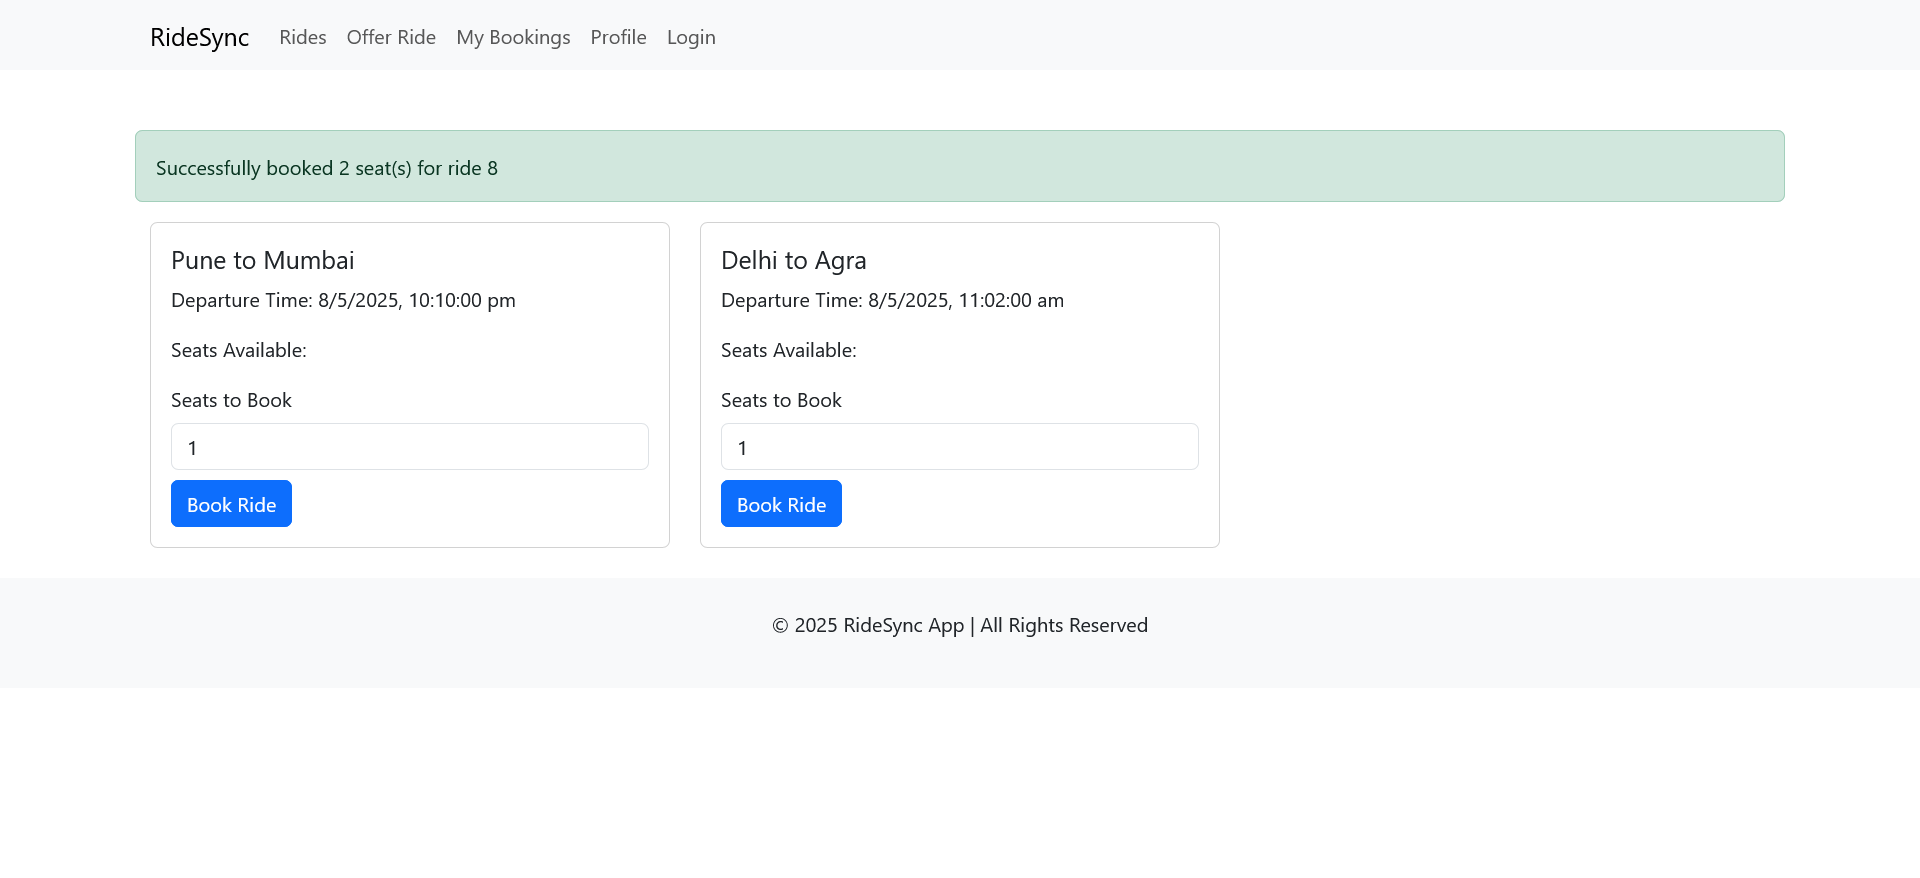 RideSync Rides Offer Ride My Bookings Profile Login
Successfully booked 2 seat(s) for ride 8
Pune to Mumbai
Departure Time: 8/5/2025, 10:10:00 pm
Seats Available:
Seats to Book
1
Book Ride
Delhi to Agra
Departure Time: 8/5/2025, 11:02:00 am
Seats Available:
Seats to Book
1
Book Ride
© 2025 RideSync App | All Rights Reserved